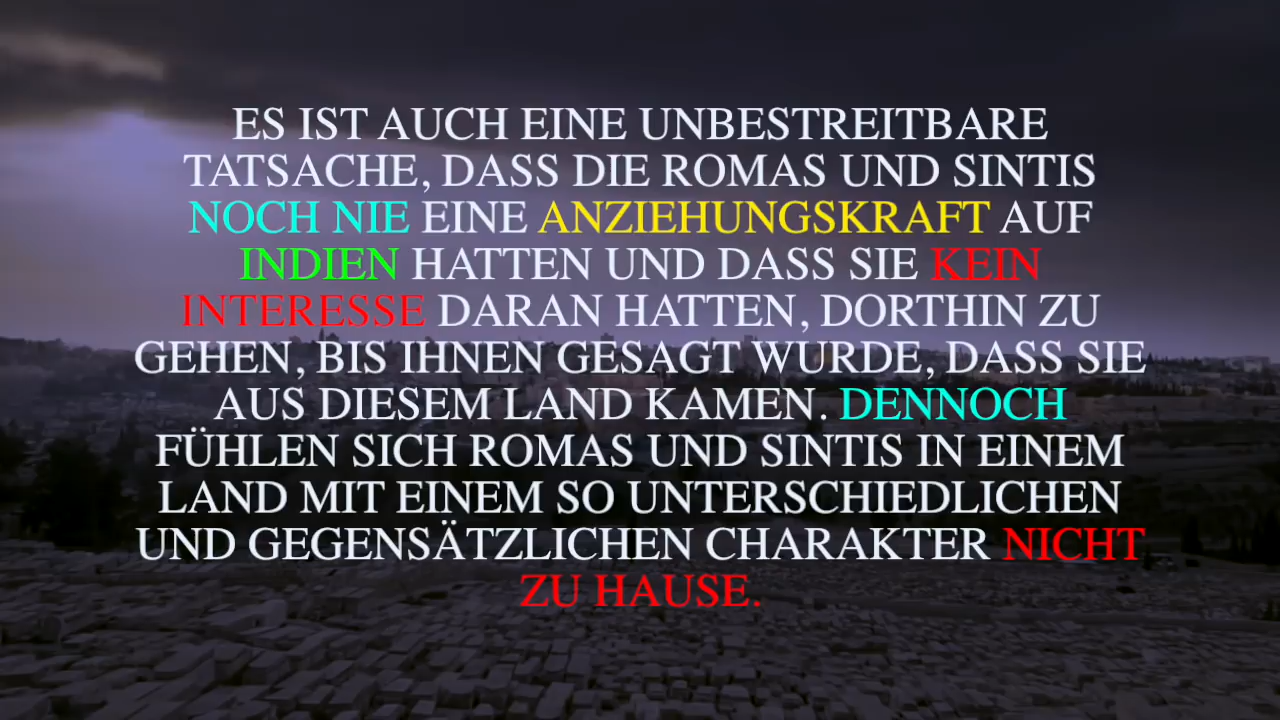 ES IST AUCH EINE UNBESTREITBARE
TATSACHE, DASS DIE ROMAS UND SINTIS
NOCH NIE EINE ANZIEHUNGSKRAFT AUF
INDIEN HATTEN UND DASS SIE KEIN
INTERESSE DARAN HATTEN, DORTHIN ZU
GEHEN, BIS IHNEN GESAGT WURDE, DASS SIE
AUS DIESEM LAND KAMEN. DENNOCH
FÜHLEN SICH ROMAS UND SINTIS IN EINEM
LAND MIT EINEM SO UNTERSCHIEDLICHEN
UND GEGENSÄTZLICHEN CHARAKTER NICHT
ZU HAUSE.